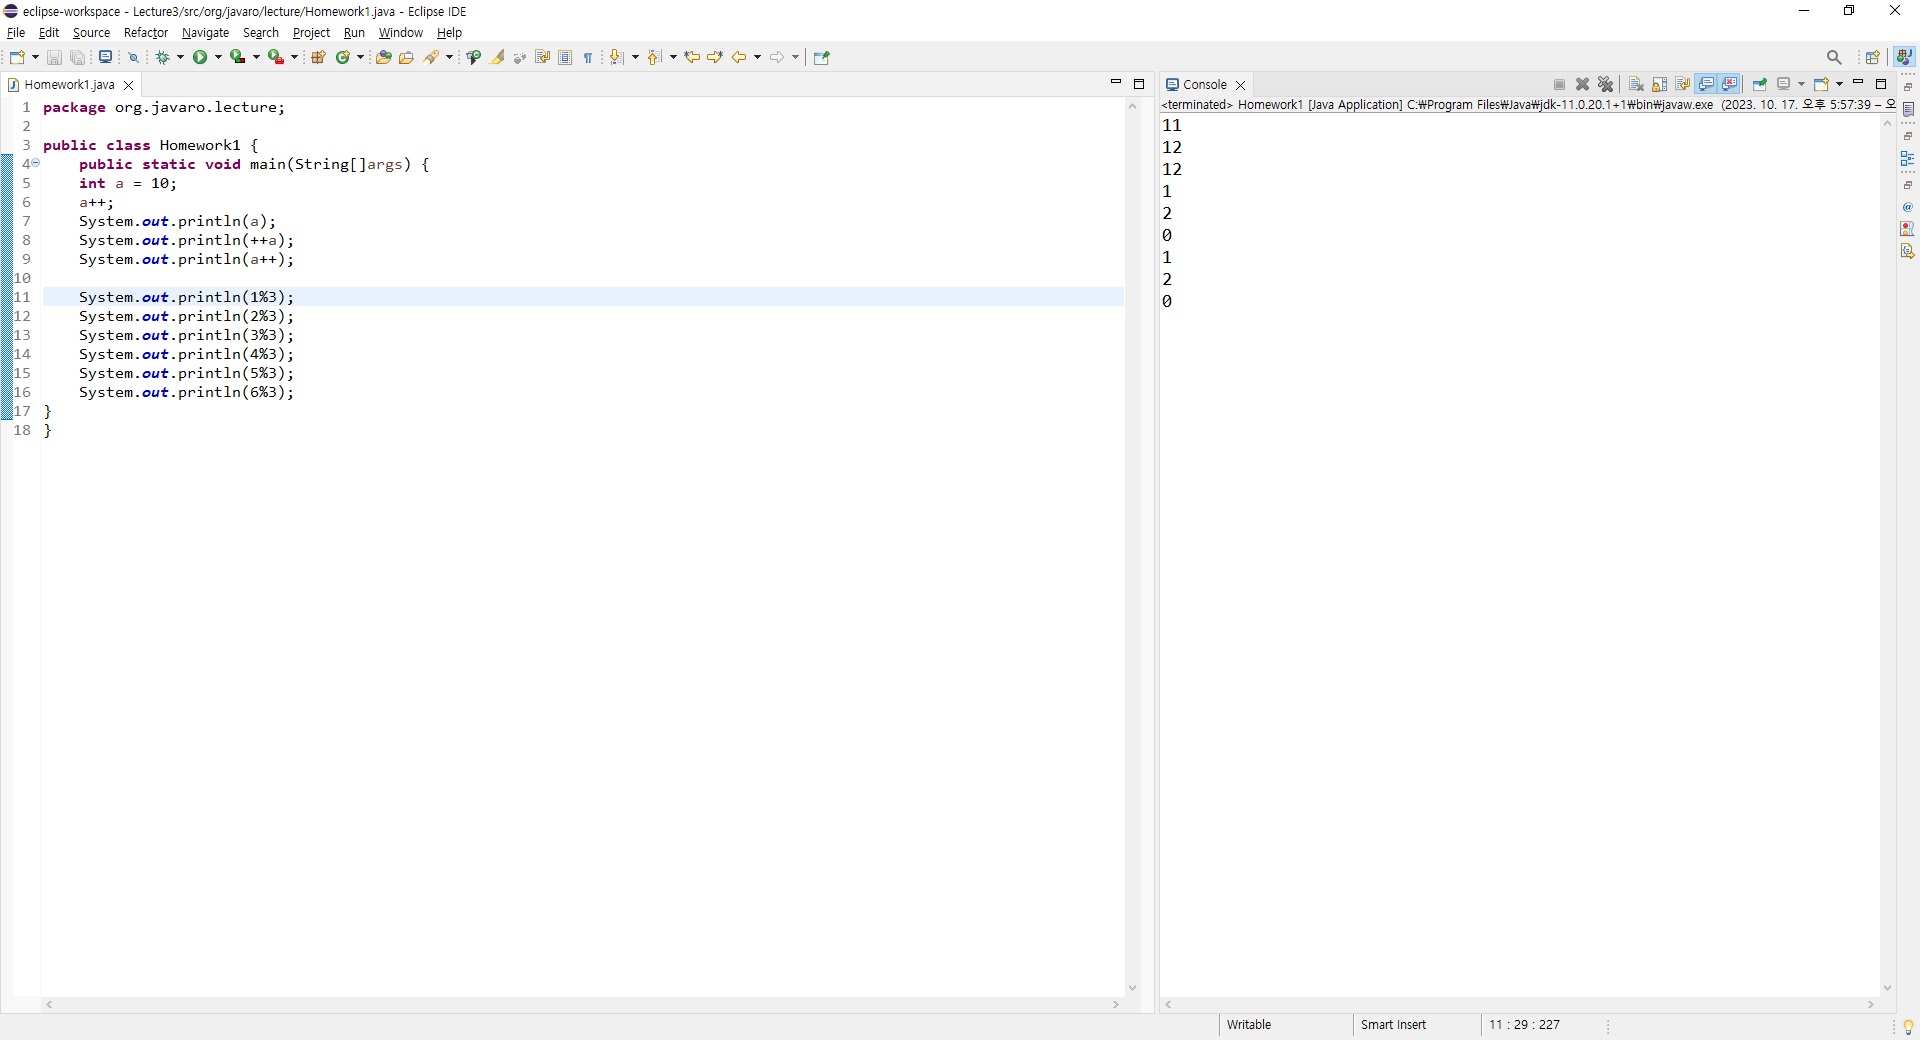 eclipse-workspace - Lecture3/src/org/javaro/lecture/Homework1.java - Eclipse IDE
File Edit Source Refactor Navigate Search Project Run Window Help
Homework1.java
1 package org.javaro.lecture;
2
3 public class Homework1 {
4 public static void main(String[]args) {
5 int a = 10;
6 a++;
7 System.out.println(a);
8 System.out.println(++a);
9 System.out.println(a++);
10
11 System.out.println(1%3);
12 System.out.println(2%3);
13 System.out.println(3%3);
14 System.out.println(4%3);
15 System.out.println(5%3);
16 System.out.println(6%3);
17 }
18 }
Console
<terminated> Homework1 [Java Application] C:₩Program Files₩Java₩jdk-11.0.20.1+1₩bin₩javaw.exe (2023. 10. 17. 오후 5:57:39 – 오
11
12
12
1
2
0
1
2
0
Writable Smart Insert 11 : 29 : 227